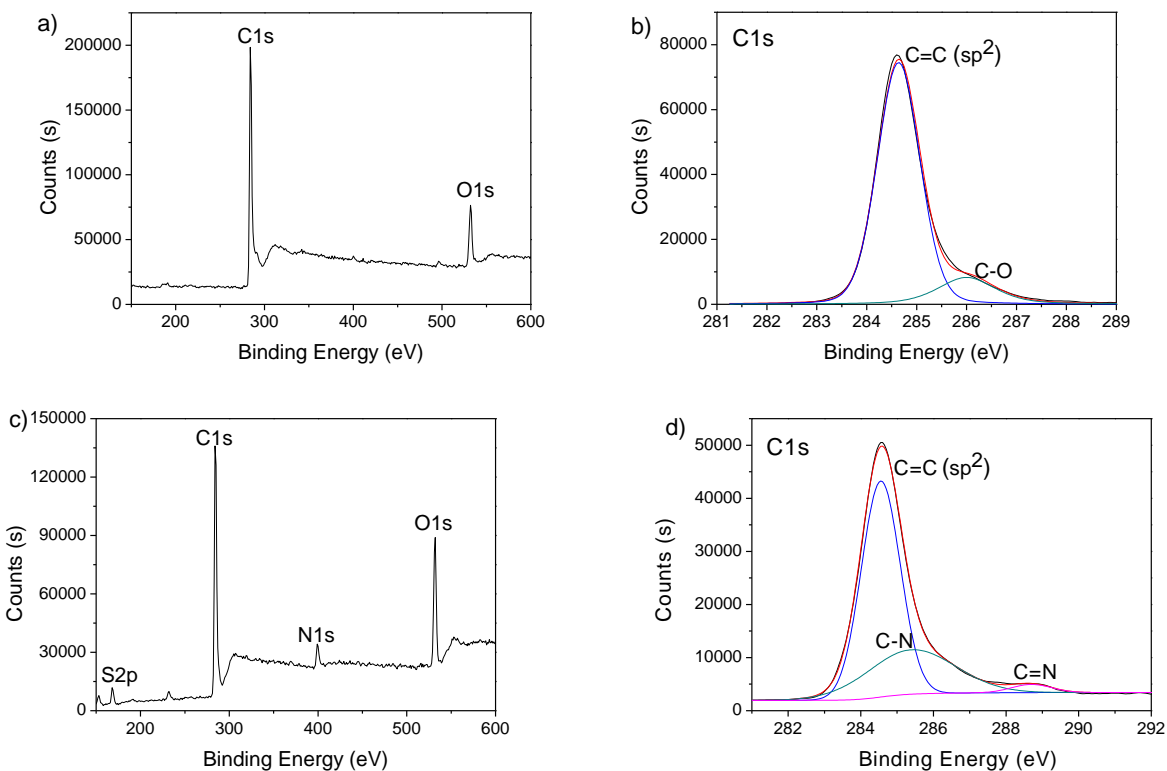 a)
C1s
O1s
200000
150000
100000
50000
0
200 300 400 500 600
Counts (s)
Binding Energy (eV)
b)
C1s
C=C (sp²)
C-O
80000
60000
40000
20000
0
281 282 283 284 285 286 287 288 289
Counts (s)
Binding Energy (eV)
c)
C1s
O1s
N1s
S2p
150000
120000
90000
60000
30000
0
200 300 400 500 600
Counts (s)
Binding Energy (eV)
d)
C1s
C=C (sp²)
C-N
C=N
50000
40000
30000
20000
10000
0
282 284 286 288 290 292
Counts (s)
Binding Energy (eV)